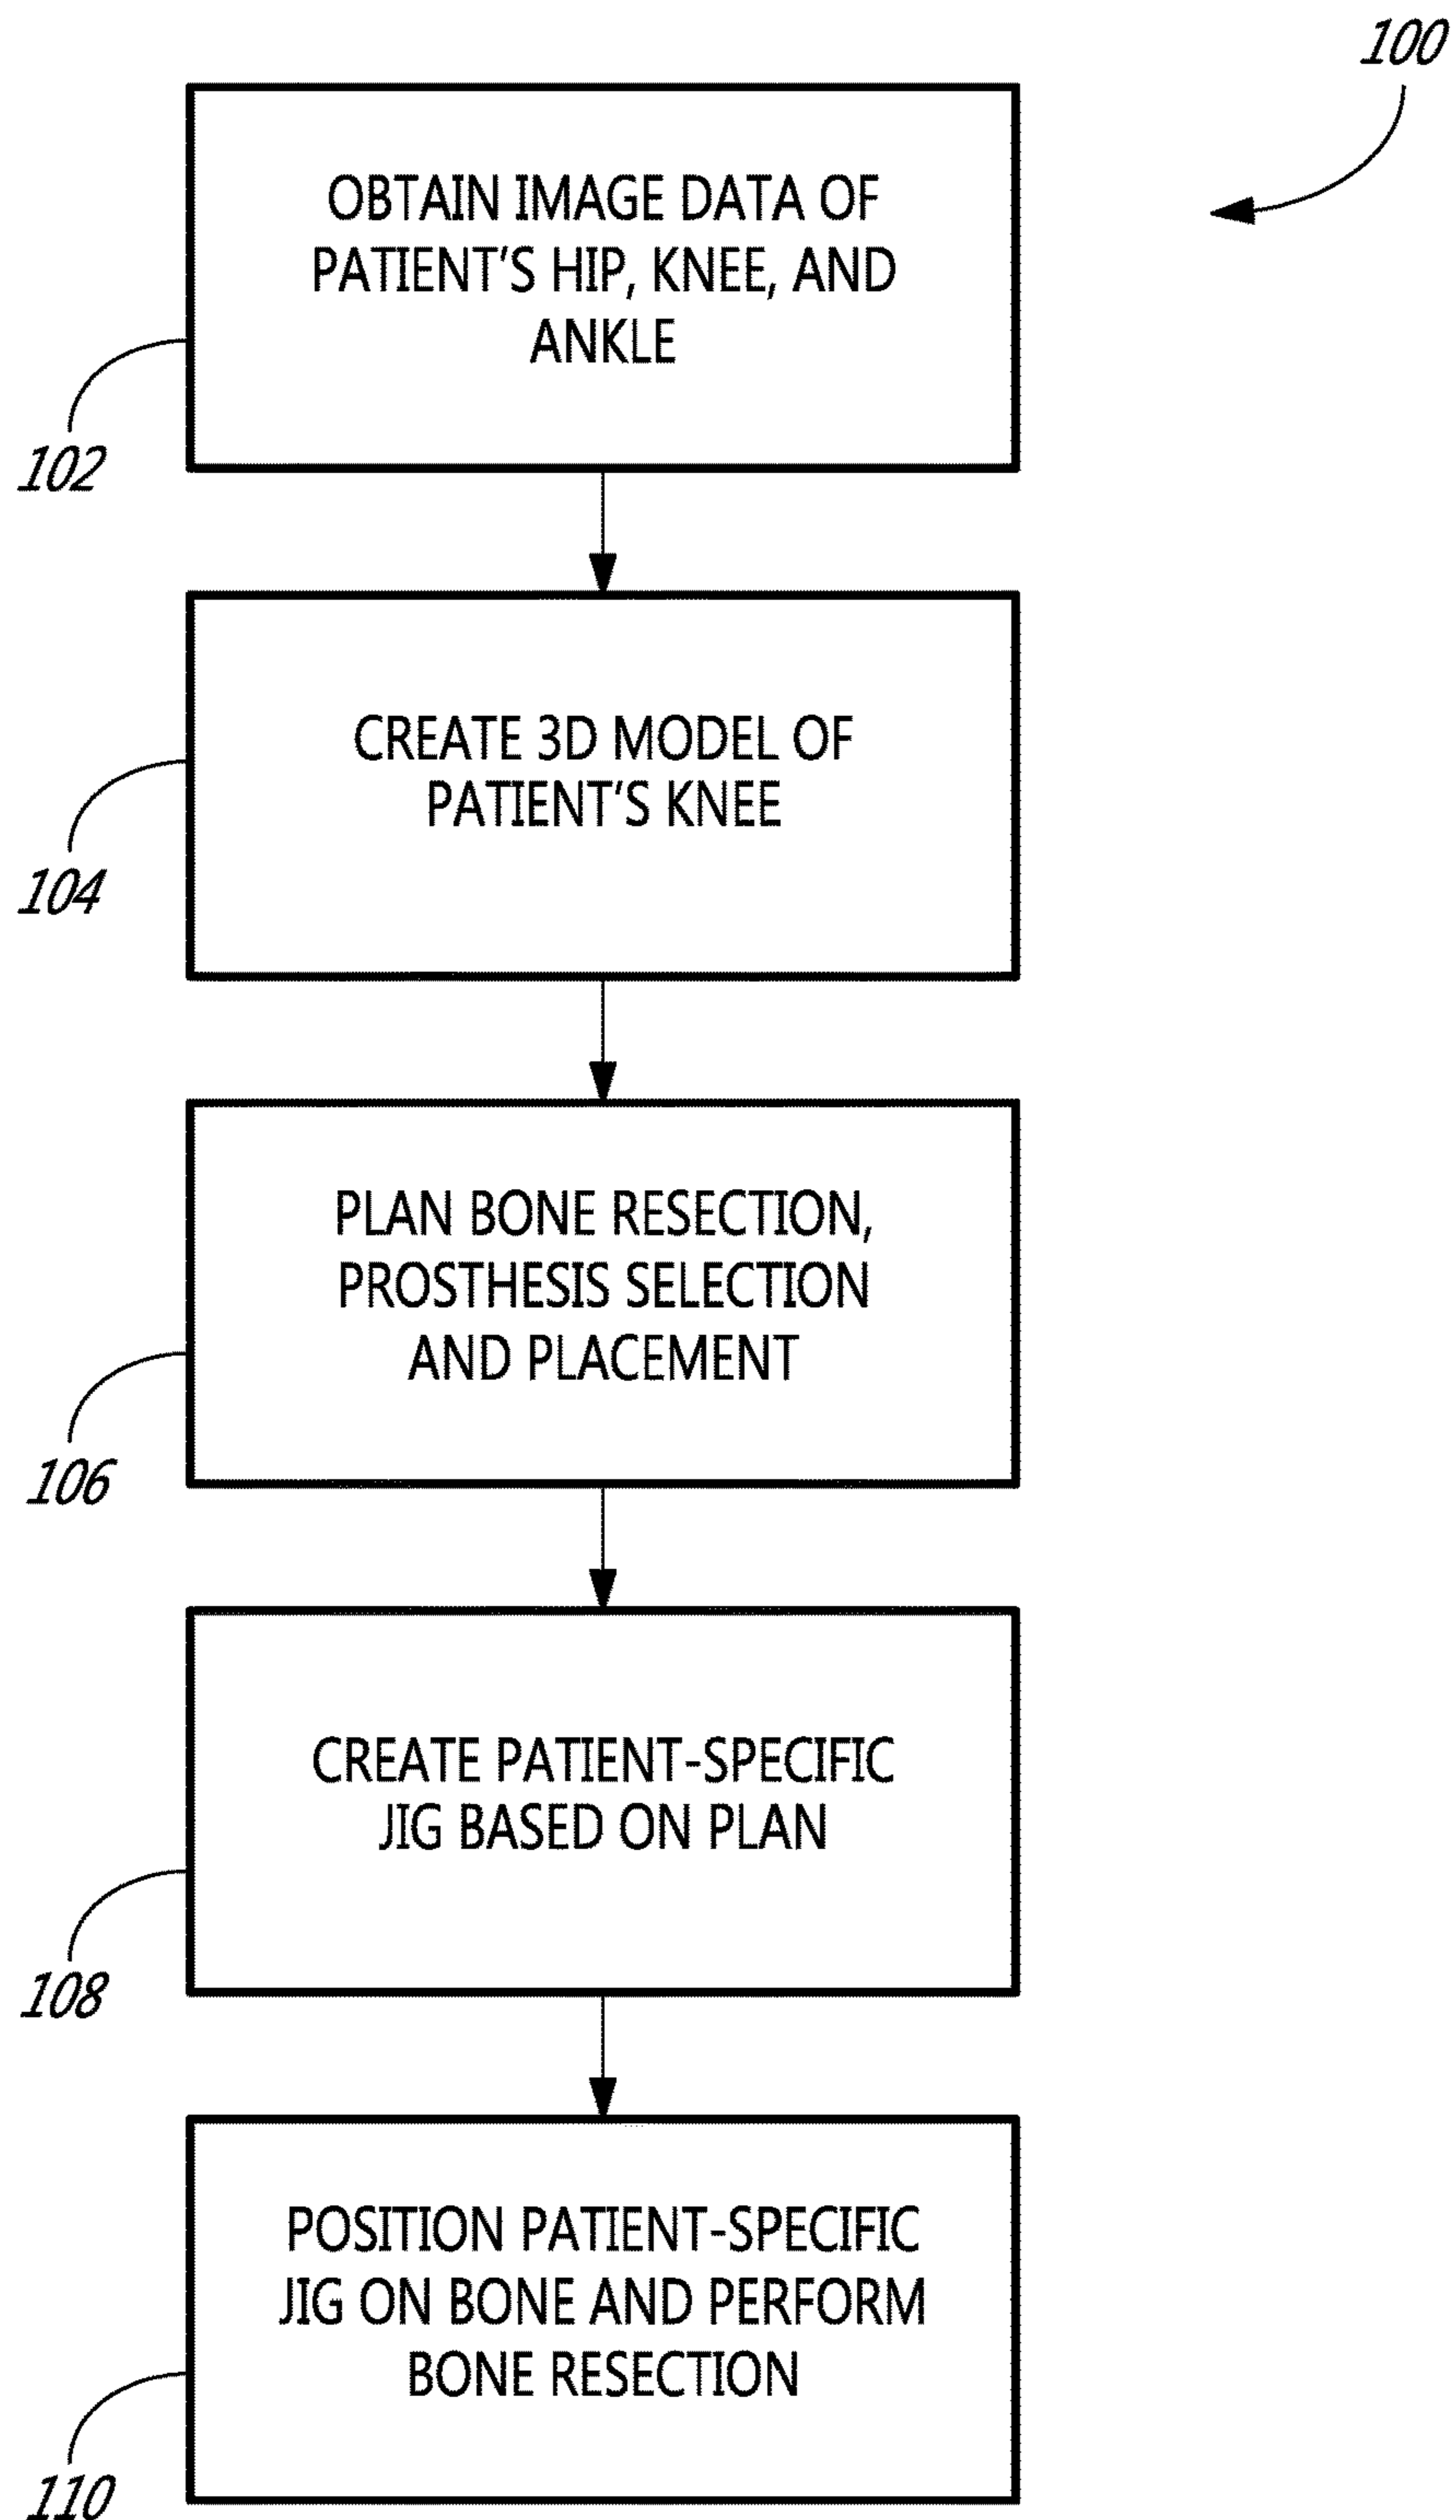 100
OBTAIN IMAGE DATA OF
PATIENT'S HIP, KNEE, AND
ANKLE
102
CREATE 3D MODEL OF
PATIENT'S KNEE
104
PLAN BONE RESECTION,
PROSTHESIS SELECTION
AND PLACEMENT
106
CREATE PATIENT-SPECIFIC
JIG BASED ON PLAN
108
POSITION PATIENT-SPECIFIC
JIG ON BONE AND PERFORM
BONE RESECTION
110